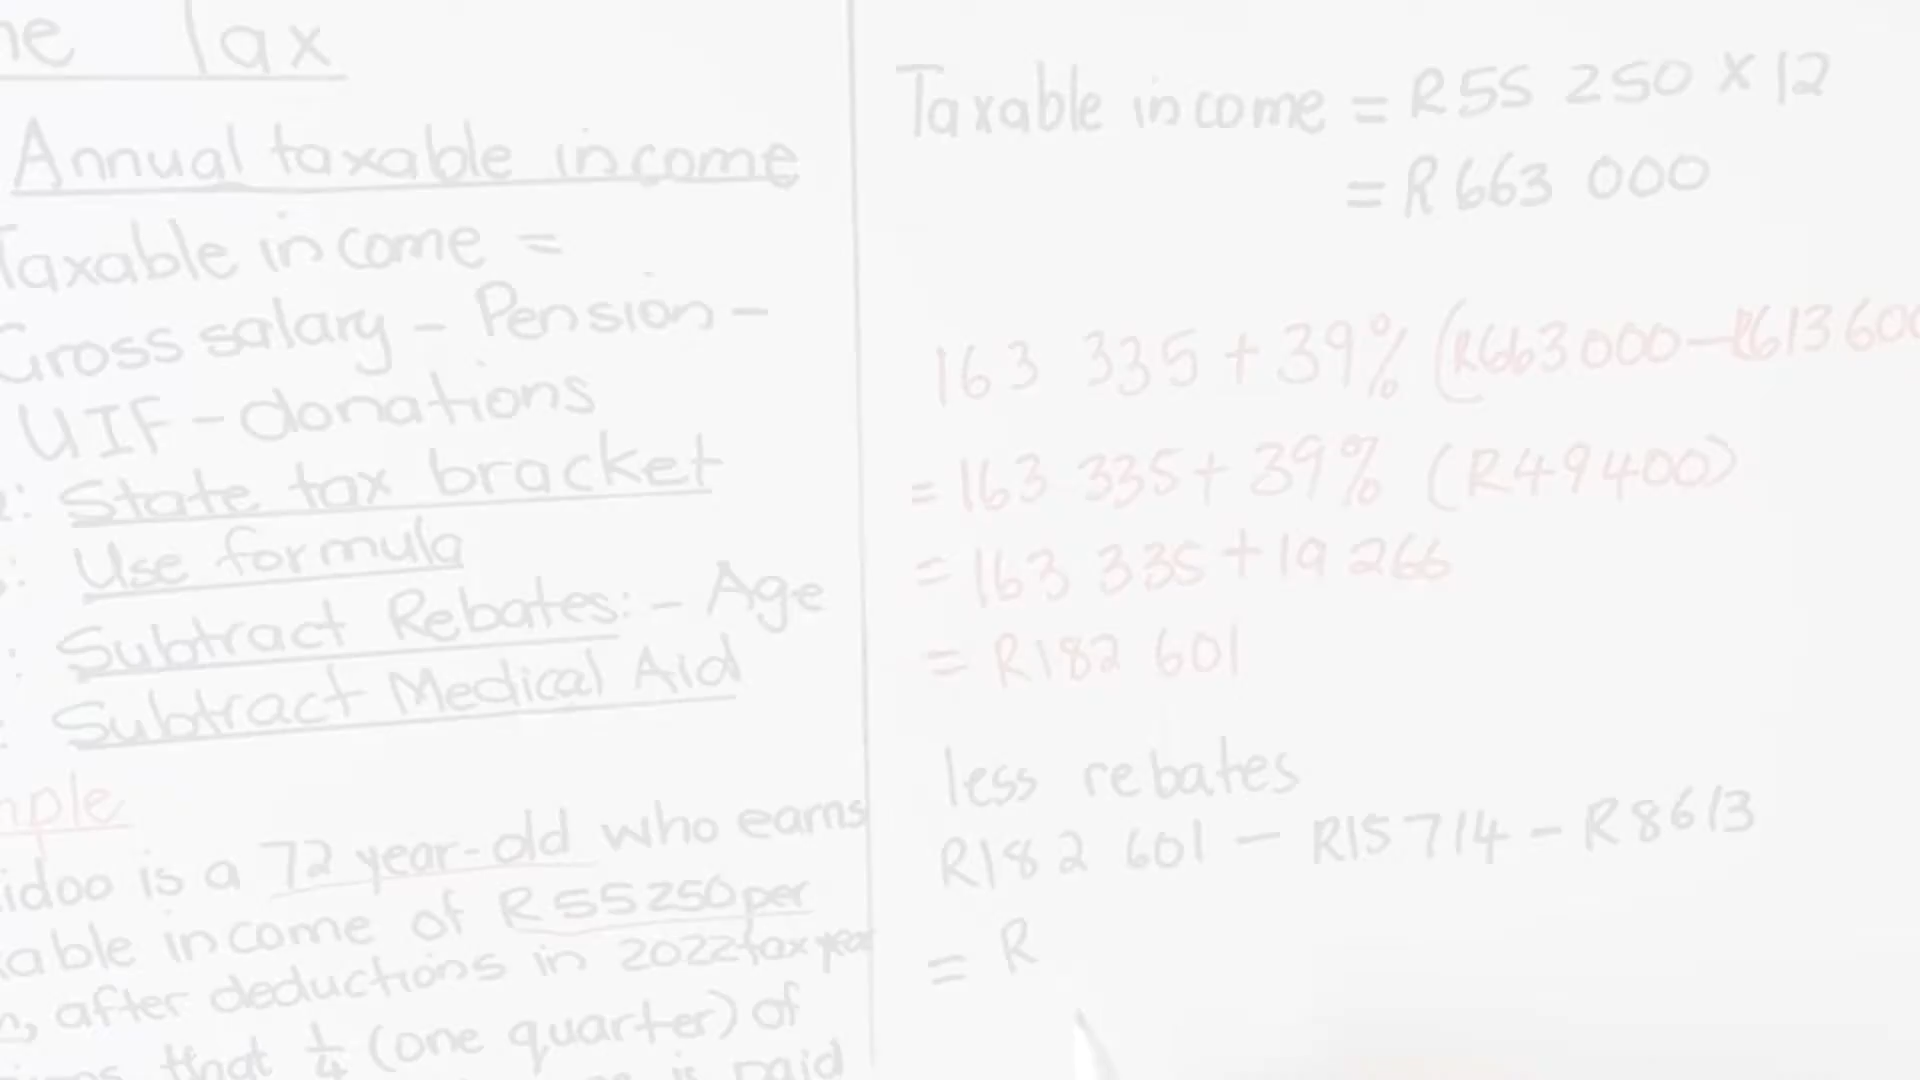 Tax
Annual taxable income
Taxable income =
Gross salary - Pension -
UIF - donations
State tax bracket
Use formula
Subtract Rebates: - Age
Subtract Medical Aid
is a 72 year-old who earns
income of R55 250 per
after deductions in 2022 tax year
that 1/4 (one quarter) of
is paid
Taxable income = R55 250 x 12
= R663 000
163 335 + 39% (R663 000 - R613 600
= 163 335 + 39% (R49400)
= 163 335 + 19 266
= R182 601
less rebates
R182 601 - R15 714 - R8613
= R